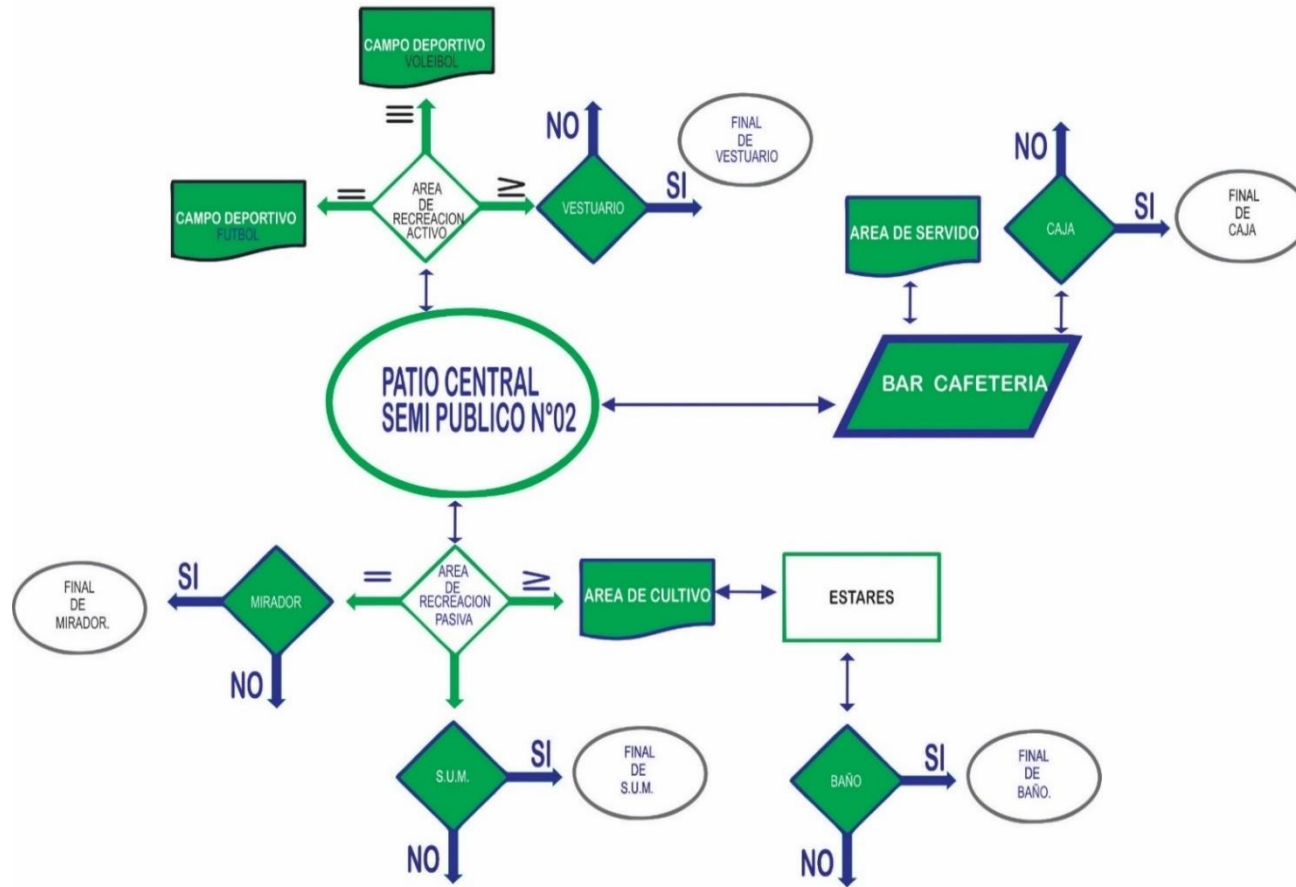 CAMPO DEPORTIVO
VOLEIBOL
≡
NO
FINAL
DE
VESTUARIO
SI
VESTUARIO
≥
AREA
DE
RECREACION
ACTIVO
=
CAMPO DEPORTIVO
FUTBOL
AREA DE SERVIDO
NO
CAJA
SI
FINAL
DE
CAJA
PATIO CENTRAL
SEMI PUBLICO N°02
BAR CAFETERIA
FINAL
DE
MIRADOR.
SI
MIRADOR
NO
=
AREA
DE
RECREACION
PASIVA
≥
AREA DE CULTIVO
ESTARES
S.U.M.
SI
FINAL
DE
S.U.M.
NO
BAÑO
SI
FINAL
DE
BAÑO.
NO